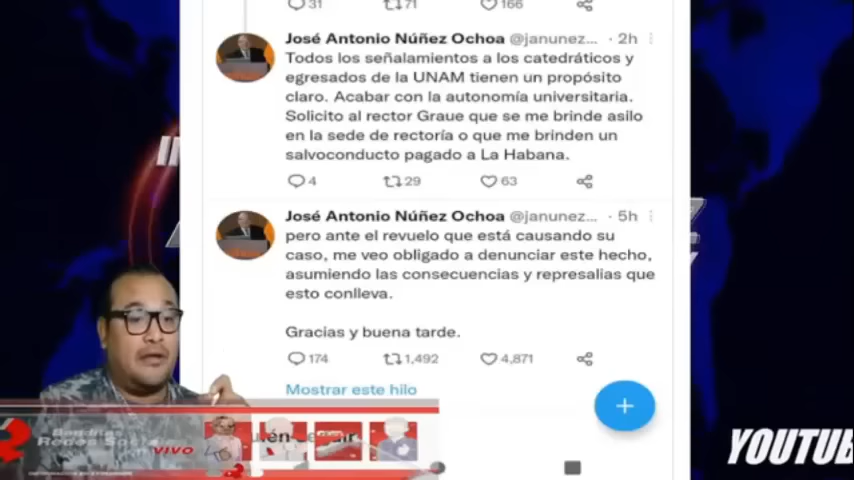 31 71 166
José Antonio Núñez Ochoa @janunez... · 2h
Todos los señalamientos a los catedráticos y
egresados de la UNAM tienen un propósito
claro. Acabar con la autonomía universitaria.
Solicito al rector Graue que se me brinde asilo
en la sede de rectoría o que me brinden un
salvoconducto pagado a La Habana.
4 29 63
José Antonio Núñez Ochoa @janunez... · 5h
pero ante el revuelo que está causando su
caso, me veo obligado a denunciar este hecho,
asumiendo las consecuencias y represalias que
esto conlleva.
Gracias y buena tarde.
174 1,492 4,871
Mostrar este hilo
Benditas
Redes
VIVO
YOUTUB